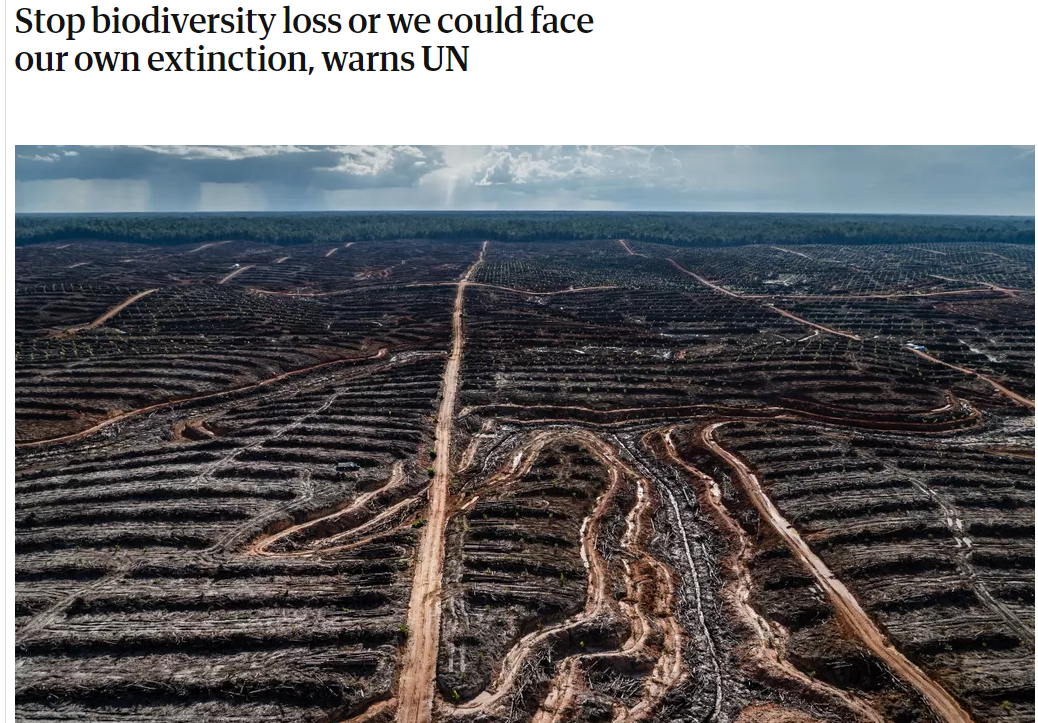 Stop biodiversity loss or we could face
our own extinction, warns UN